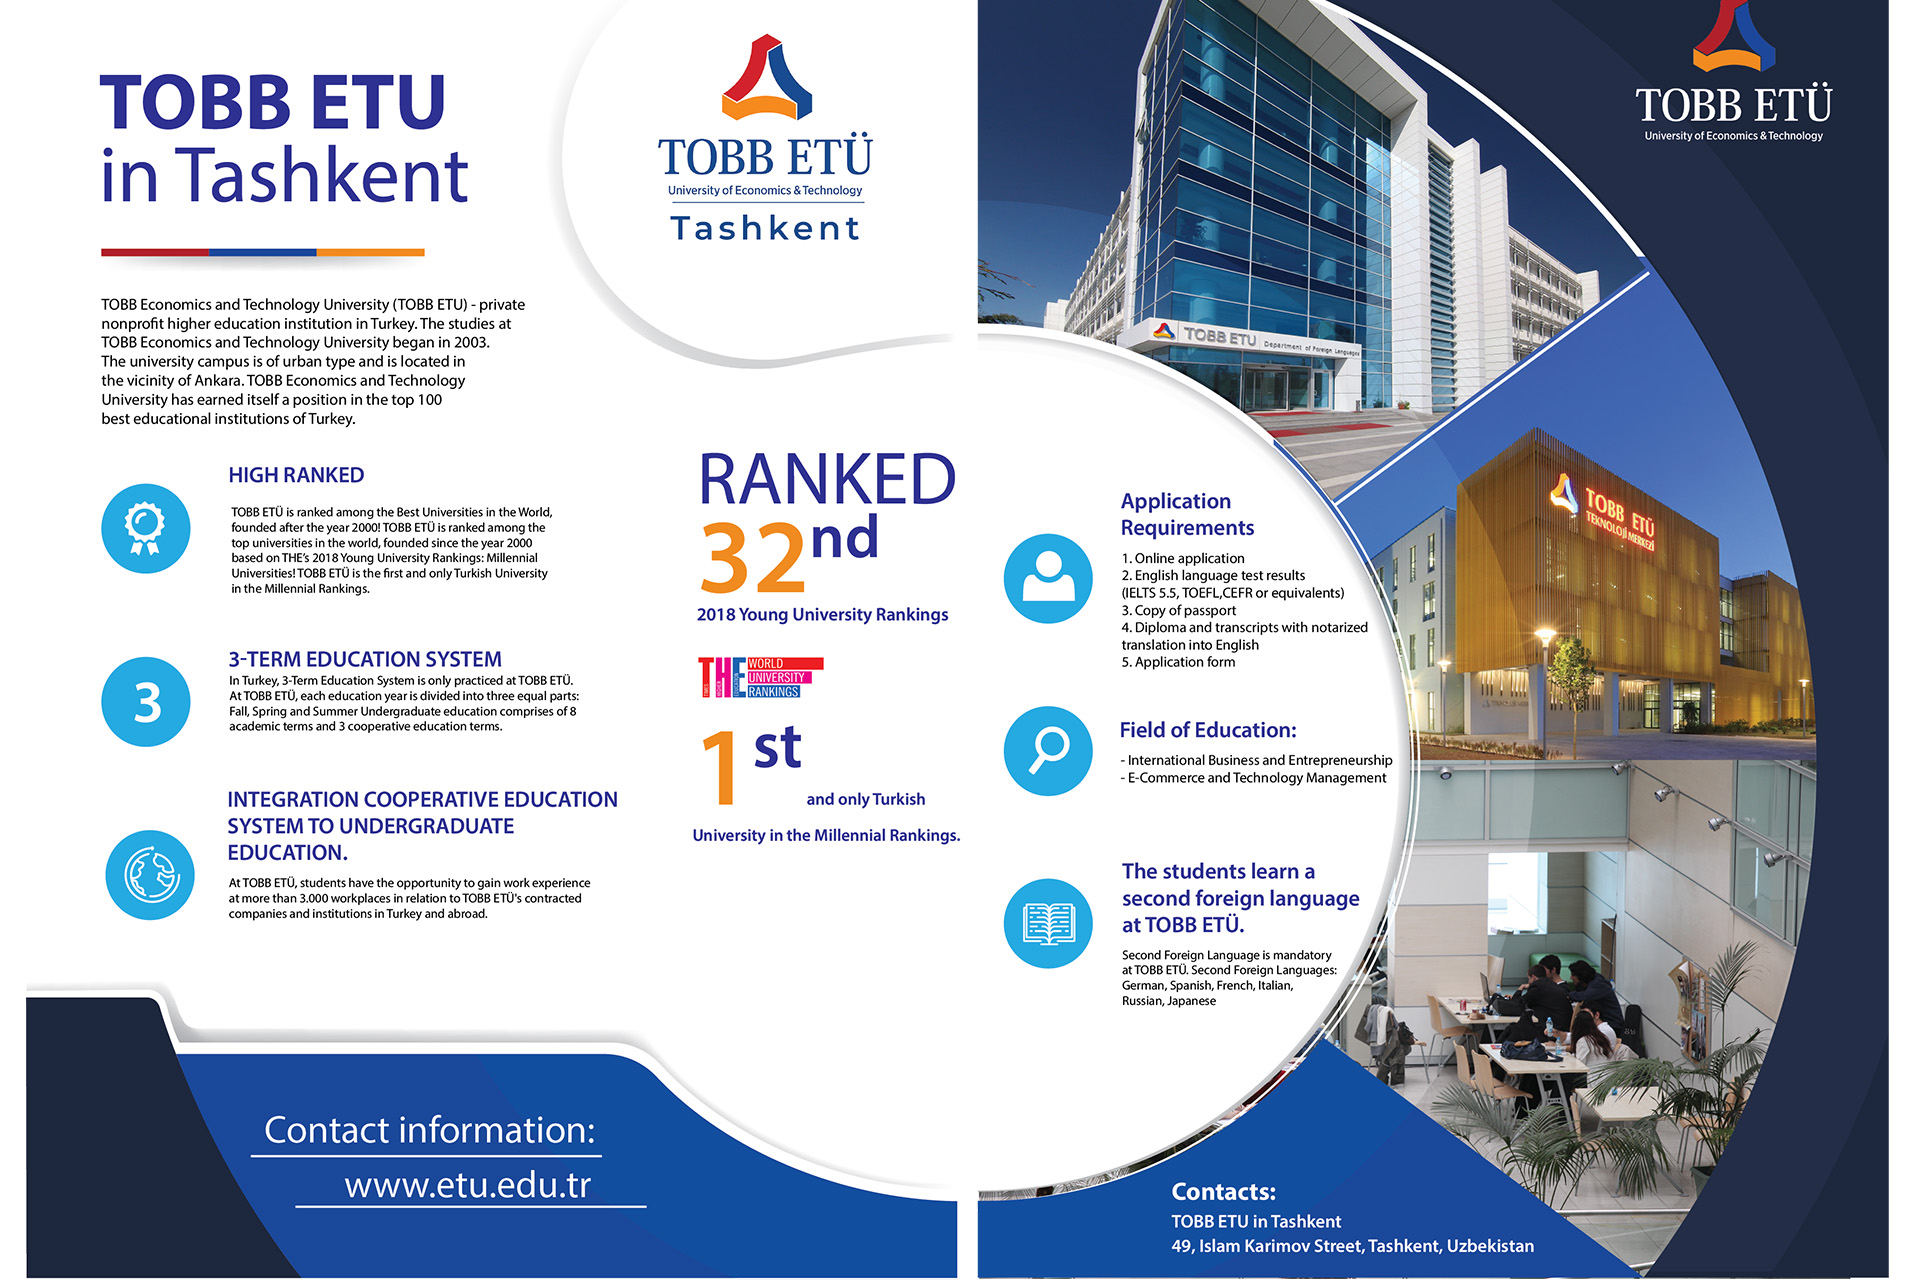 TOBB ETU
in Tashkent
TOBB ETÜ
University of Economics & Technology
Tashkent
TOBB Economics and Technology University (TOBB ETU) - private
nonprofit higher education institution in Turkey. The studies at
TOBB Economics and Technology University began in 2003.
The university campus is of urban type and is located in
the vicinity of Ankara. TOBB Economics and Technology
University has earned itself a position in the top 100
best educational institutions of Turkey.
HIGH RANKED
TOBB ETÜ is ranked among the Best Universities in the World,
founded after the year 2000! TOBB ETÜ is ranked among the
top universities in the world, founded since the year 2000
based on THE's 2018 Young University Rankings: Millennial
Universities! TOBB ETÜ is the first and only Turkish University
in the Millennial Rankings.
3
3-TERM EDUCATION SYSTEM
In Turkey, 3-Term Education System is only practiced at TOBB ETÜ.
At TOBB ETÜ, each education year is divided into three equal parts:
Fall, Spring and Summer Undergraduate education comprises of 8
academic terms and 3 cooperative education terms.
INTEGRATION COOPERATIVE EDUCATION
SYSTEM TO UNDERGRADUATE
EDUCATION.
At TOBB ETÜ, students have the opportunity to gain work experience
at more than 3.000 workplaces in relation to TOBB ETÜ's contracted
companies and institutions in Turkey and abroad.
RANKED
32nd
2018 Young University Rankings
THE WORLD
UNIVERSITY
RANKINGS
TIMES HIGHER EDUCATION
1st
and only Turkish
University in the Millennial Rankings.
Contact information:
www.etu.edu.tr
TOBB ETÜ
University of Economics & Technology
TOBB ETU Department of Foreign Languages
TOBB ETÜ
TEKNOLOJİ MERKEZİ
Application
Requirements
1. Online application
2. English language test results
(IELTS 5.5, TOEFL,CEFR or equivalents)
3. Copy of passport
4. Diploma and transcripts with notarized
translation into English
5. Application form
Field of Education:
- International Business and Entrepreneurship
- E-Commerce and Technology Management
The students learn a
second foreign language
at TOBB ETÜ.
Second Foreign Language is mandatory
at TOBB ETÜ. Second Foreign Languages:
German, Spanish, French, Italian,
Russian, Japanese
Contacts:
TOBB ETU in Tashkent
49, Islam Karimov Street, Tashkent, Uzbekistan